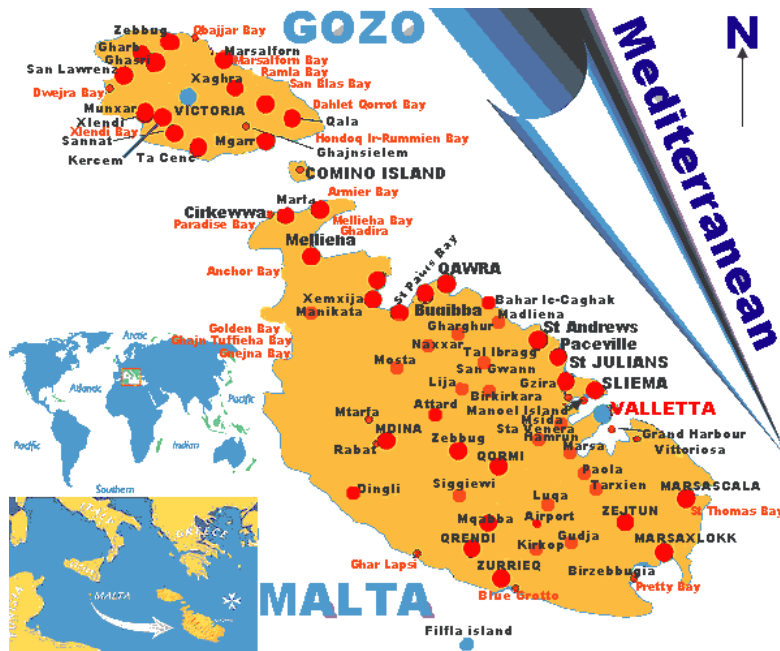 GOZO
Mediterranean
N
Zebbug
Qbajjar Bay
Gharb
Ghasri
Marsalforn
Marsalforn Bay
San Lawrenz
Ramla Bay
Xaghra
San Blas Bay
Dwejra Bay
VICTORIA
Dahlet Qorrot Bay
Munxar
Xlendi
Qala
Xlendi Bay
Sannat
Mgarr
Hondoq Ir-Rummien Bay
Kercem
Ta Cenc
Ghajnsielem
COMINO ISLAND
Armier Bay
Marfa
Cirkewwa
Paradise Bay
Mellieha Bay
Ghadira
Mellieha
Anchor Bay
St Pauls Bay
QAWRA
Xemxija
Manikata
Bugibba
Bahar Ic-Caghak
Madliena
Golden Bay
Ghajn Tuffieha Bay
Gnejna Bay
Gharghur
St Andrews
Naxxar
Paceville
Tal Ibragg
Mosta
San Gwann
St JULIANS
Lija
Gzira
SLIEMA
Birkirkara
Attard
Manoel Island
VALLETTA
Mtarfa
Msida
Sta Venera
MDINA
Hamrun
Grand Harbour
Rabat
Zebbug
Marsa
Vittoriosa
QORMI
Paola
Dingli
Siggiewi
Tarxien
MARSASCALA
Luqa
St Thomas Bay
Mqabba
Airport
ZEJTUN
QRENDI
Kirkop
Gudja
MARSAXLOKK
Ghar Lapsi
ZURRIEQ
Birzebbugia
Blue Grotto
Pretty Bay
MALTA
Filfla island
Arctic
Atlantic
Pacific
Pacific
Indian
Southern
ITALY
GREECE
SICILY
MALTA
TUNISIA